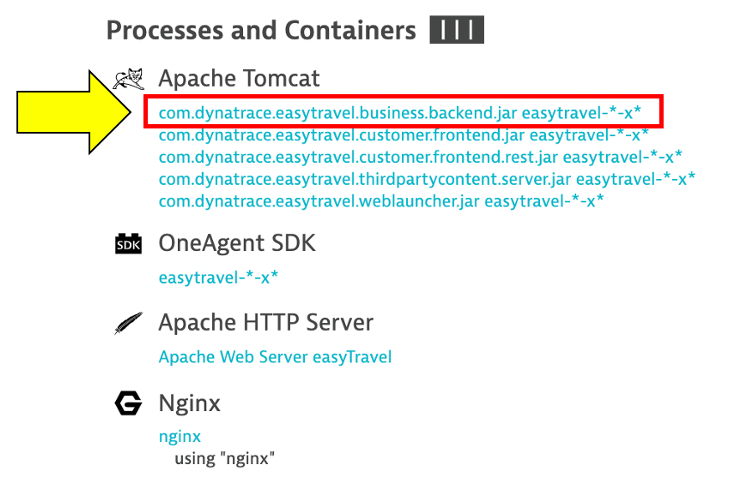 Processes and Containers
Apache Tomcat
com.dynatrace.easytravel.business.backend.jar easytravel-*-x*
com.dynatrace.easytravel.customer.frontend.jar easytravel-*-x*
com.dynatrace.easytravel.customer.frontend.rest.jar easytravel-*-x*
com.dynatrace.easytravel.thirdpartycontent.server.jar easytravel-*-x*
com.dynatrace.easytravel.weblauncher.jar easytravel-*-x*
SDK OneAgent SDK
easytravel-*-x*
Apache HTTP Server
Apache Web Server easyTravel
Nginx
nginx
using "nginx"